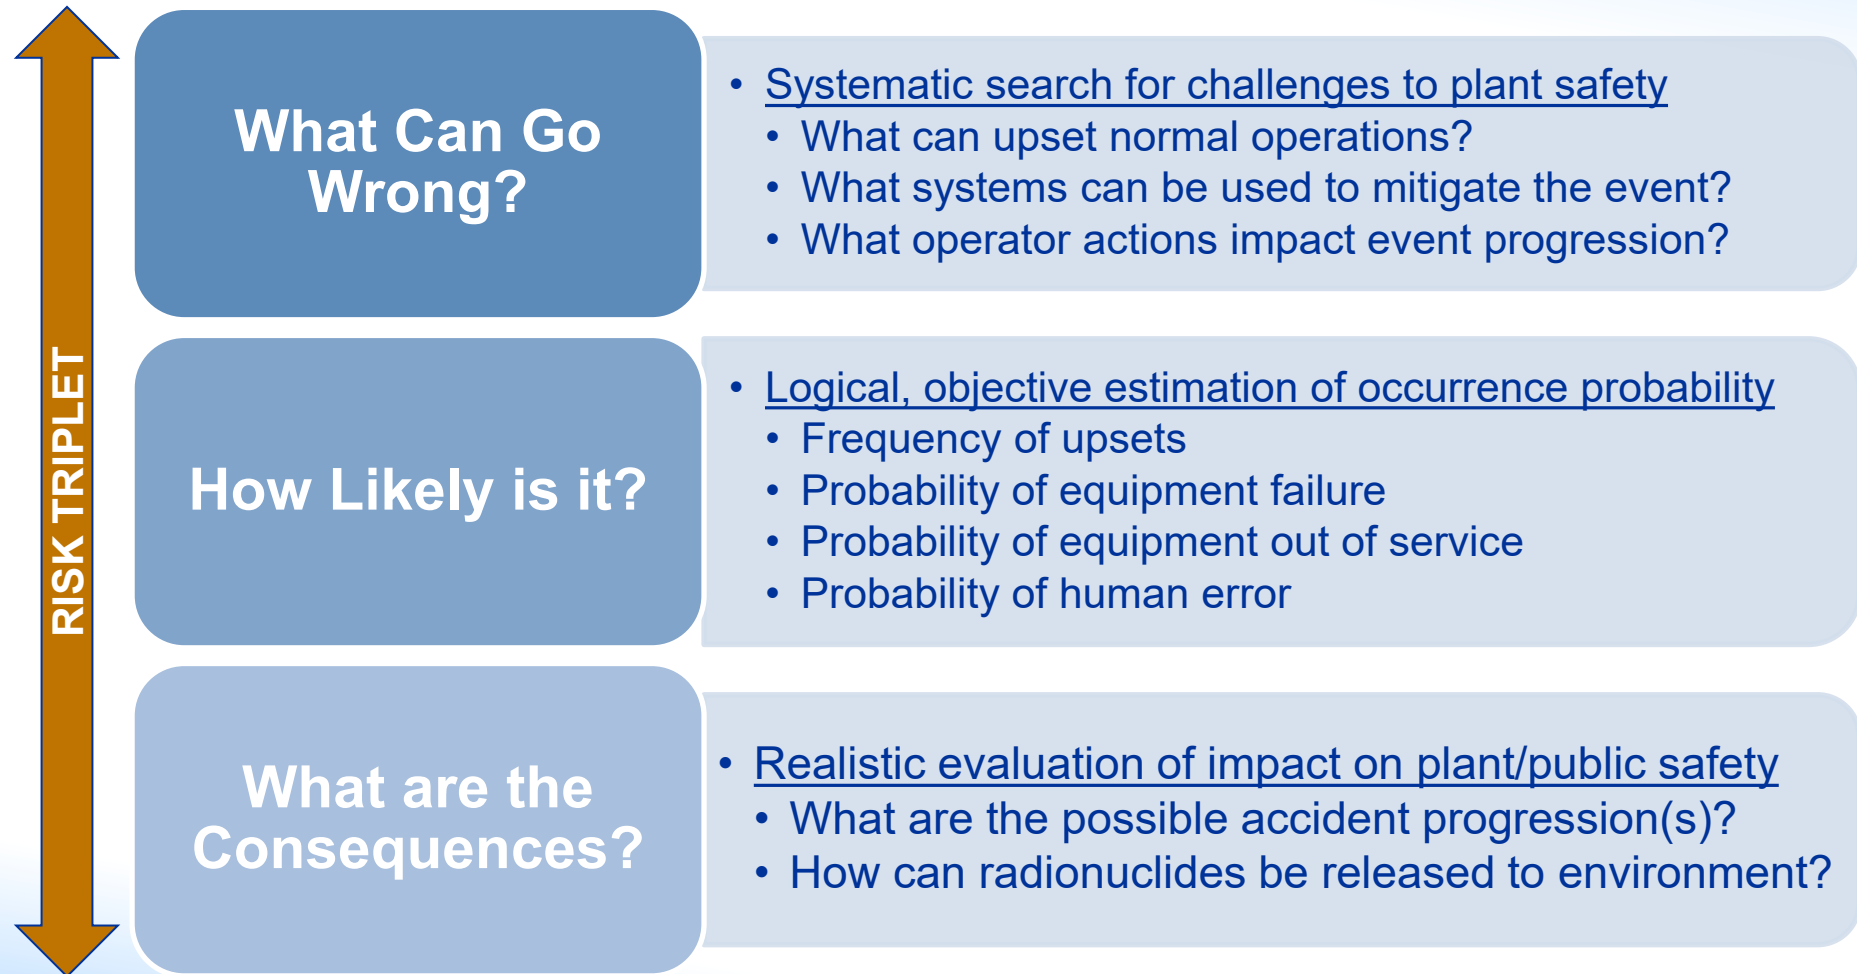 RISK TRIPLET
What Can Go
Wrong?
• Systematic search for challenges to plant safety
• What can upset normal operations?
• What systems can be used to mitigate the event?
• What operator actions impact event progression?
How Likely is it?
• Logical, objective estimation of occurrence probability
• Frequency of upsets
• Probability of equipment failure
• Probability of equipment out of service
• Probability of human error
What are the
Consequences?
• Realistic evaluation of impact on plant/public safety
• What are the possible accident progression(s)?
• How can radionuclides be released to environment?